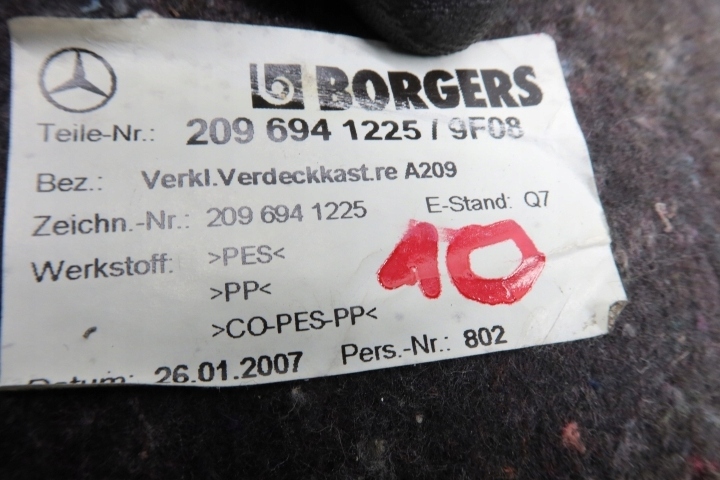 BORGERS
Teile-Nr.: 209 694 1225 / 9F08
Bez.: Verkl.Verdeckkast.re A209
Zeichn.-Nr.: 209 694 1225 E-Stand: Q7
Werkstoff: >PES<
>PP<
>CO-PES-PP<
10
Datum: 26.01.2007 Pers.-Nr.: 802